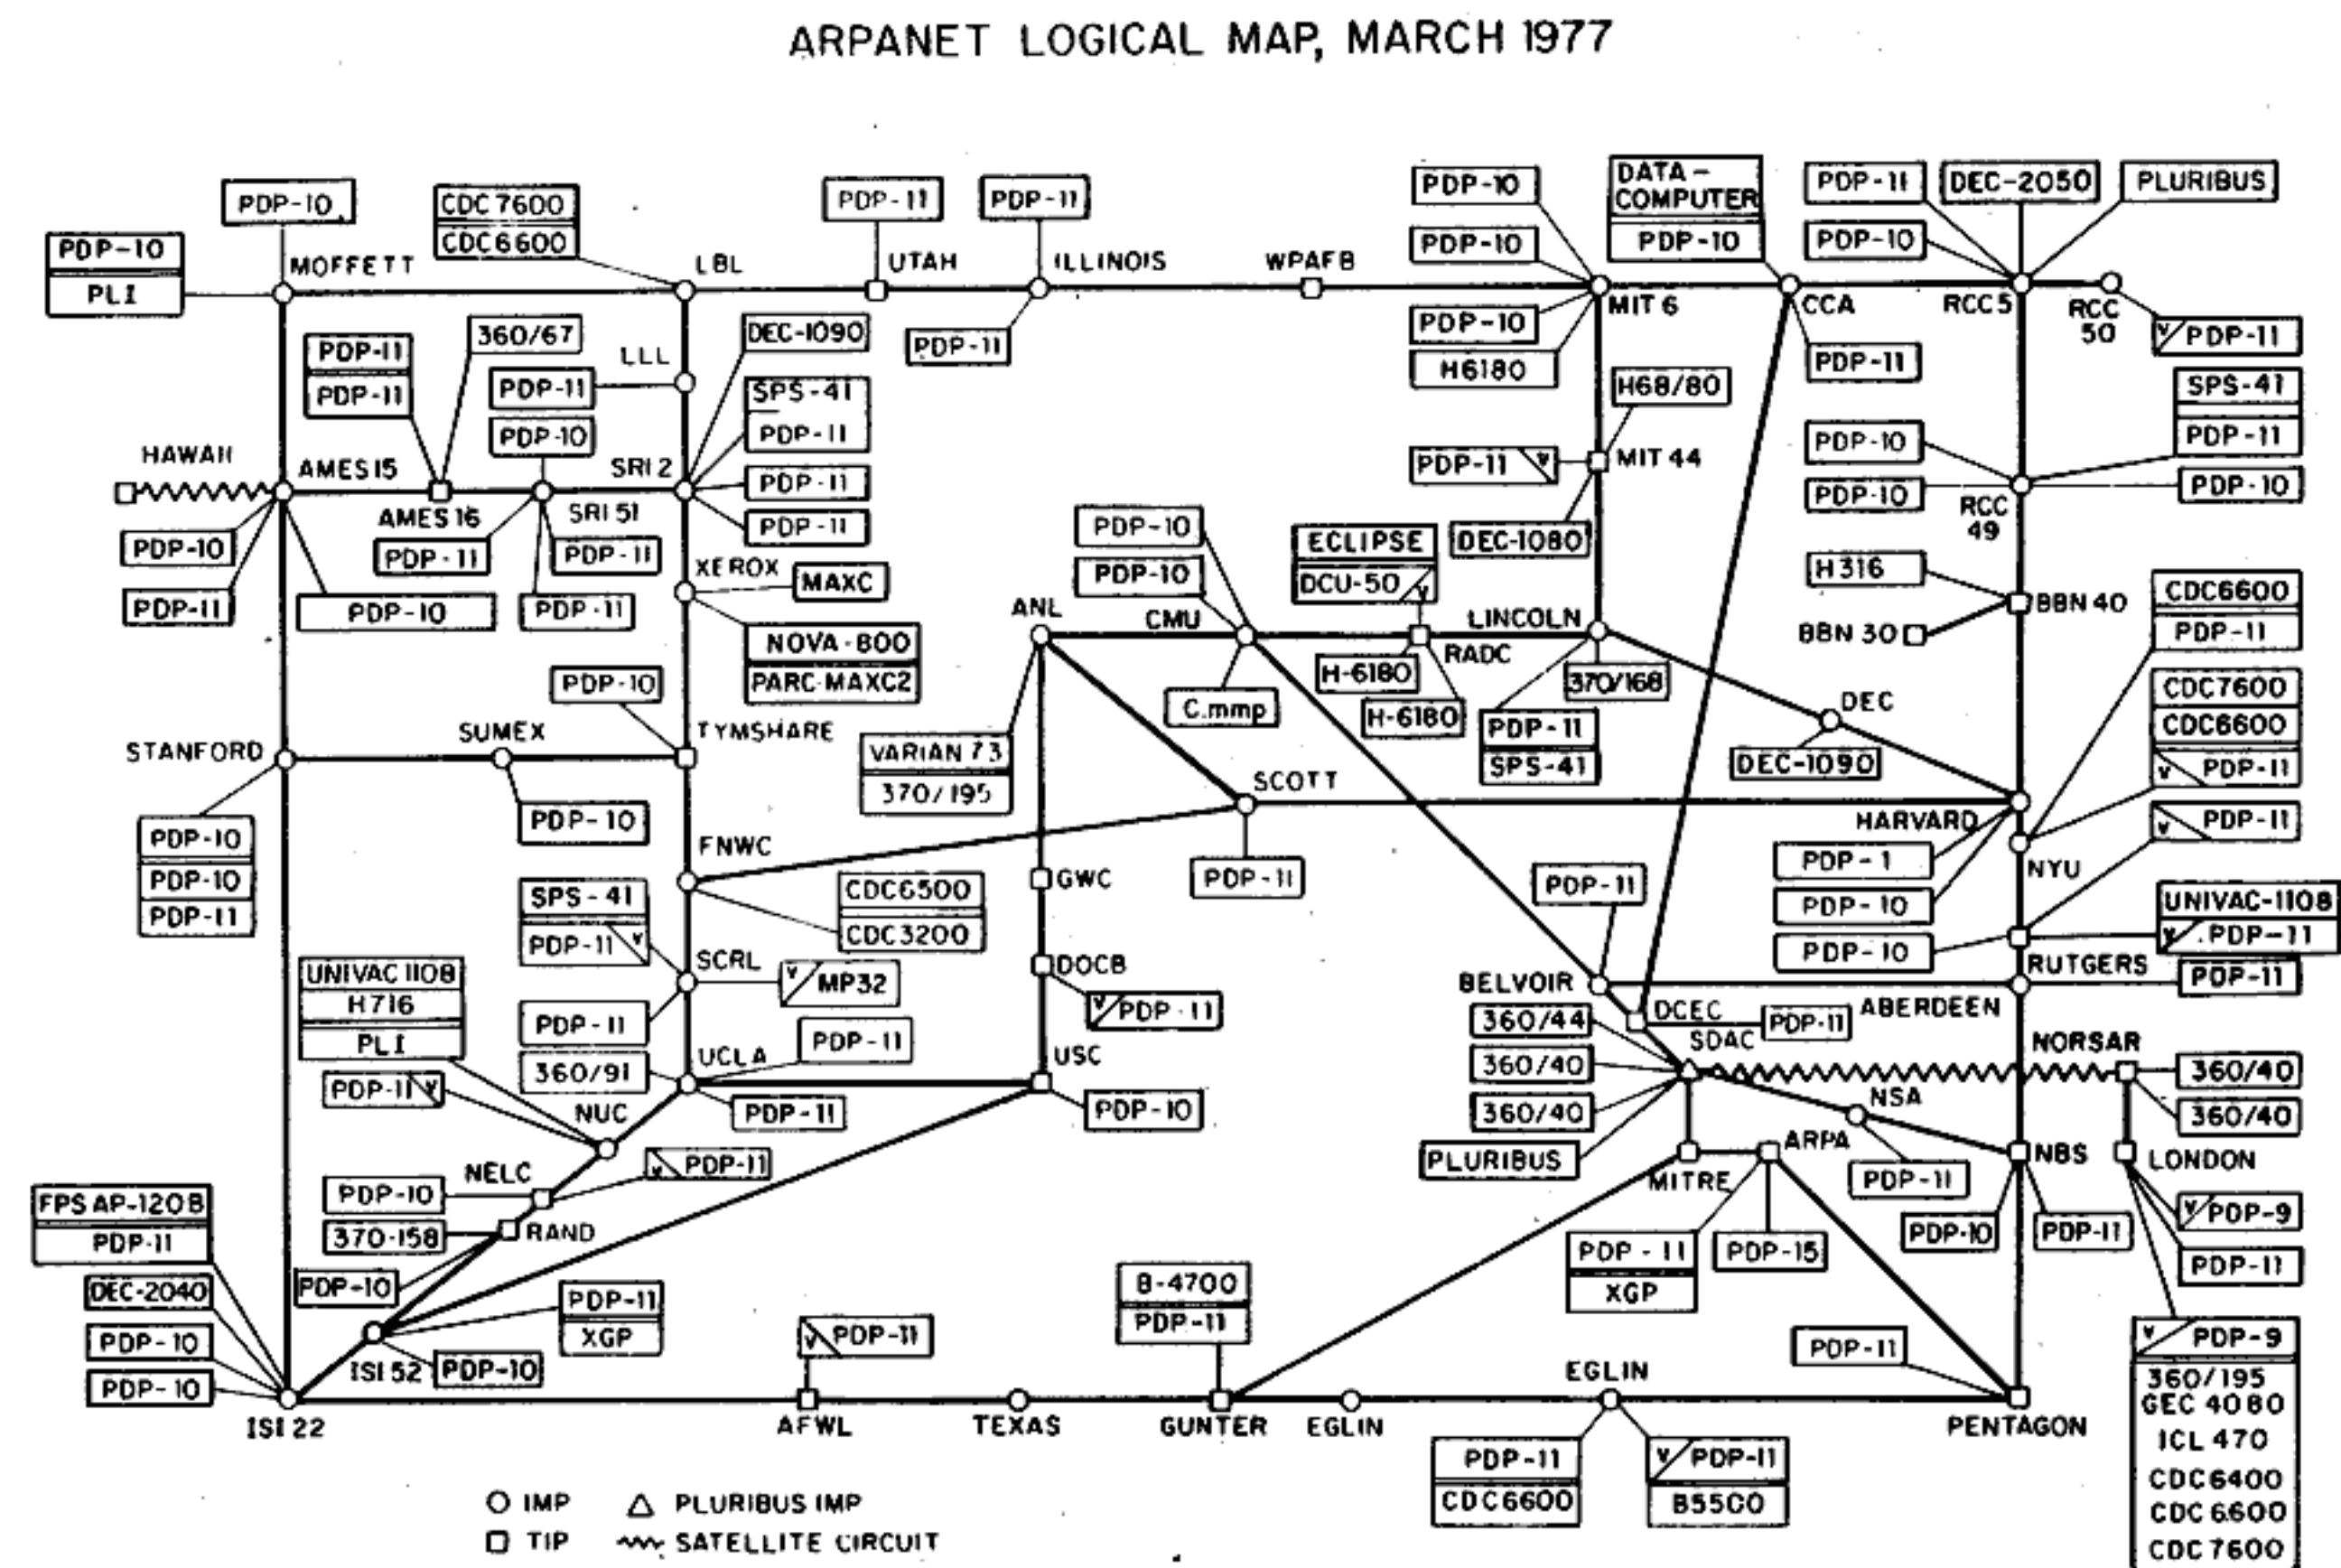 ARPANET LOGICAL MAP, MARCH 1977
PDP-10
PLI
PDP-10
MOFFETT
CDC7600
CDC6600
LBL
PDP-11
UTAH
PDP-11
ILLINOIS
PDP-11
WPAFB
PDP-10
PDP-10
PDP-10
H6180
MIT 6
DATA-
COMPUTER
PDP-10
CCA
PDP-11
PDP-11
PDP-10
DEC-2050
PLURIBUS
RCC5
RCC
50
V PDP-11
HAWAII
AMES15
PDP-10
PDP-11
PDP-10
PDP-11
PDP-11
360/67
AMES16
LLL
PDP-11
PDP-10
SRI 51
PDP-11
PDP-11
PDP-11
SRI 2
DEC-1090
SPS-41
PDP-11
PDP-11
PDP-11
XEROX
MAXC
NOVA-800
PARC-MAXC2
H68/80
PDP-11 V
MIT 44
DEC-1080
PDP-10
PDP-10
SPS-41
PDP-11
PDP-10
RCC
49
H316
BBN 40
BBN 30
ANL
VARIAN 73
370/195
PDP-10
PDP-10
CMU
C.mmp
ECLIPSE
DCU-50 V
RADC
H-6180
H-6180
LINCOLN
370/168
PDP-11
SPS-41
DEC
DEC-1090
CDC6600
PDP-11
CDC7600
CDC6600
V PDP-11
V PDP-11
STANFORD
PDP-10
PDP-10
PDP-11
SUMEX
PDP-10
PDP-10
TYMSHARE
SCOTT
PDP-11
HARVARD
PDP-1
PDP-10
NYU
FNWC
CDC6500
CDC3200
GWC
SPS-41
PDP-11 V
SCRL
V MP32
PDP-11
DOCB
V PDP-11
PDP-11
BELVOIR
PDP-10
UNIVAC-1108
V PDP-11
RUTGERS
PDP-11
ABERDEEN
DCEC
PDP-11
SDAC
360/44
360/40
360/40
PLURIBUS
UNIVAC 1108
H716
PLI
PDP-11 V
NUC
360/91
UCLA
PDP-11
PDP-11
USC
PDP-10
NORSAR
360/40
360/40
NSA
PDP-11
NBS
PDP-10
PDP-11
LONDON
V PDP-9
PDP-11
V PDP-9
360/195
GEC 4080
ICL 470
CDC6400
CDC6600
CDC7600
MITRE
ARPA
PDP-11
XGP
PDP-15
NELC
PDP-10
V PDP-11
RAND
370-158
PDP-10
FPS AP-120B
PDP-11
DEC-2040
PDP-10
PDP-10
ISI 22
ISI 52
PDP-11
XGP
PDP-10
V PDP-11
AFWL
TEXAS
B-4700
PDP-11
GUNTER
EGLIN
EGLIN
PDP-11
CDC6600
V PDP-11
B5500
PDP-11
PENTAGON
IMP
PLURIBUS IMP
TIP
SATELLITE CIRCUIT